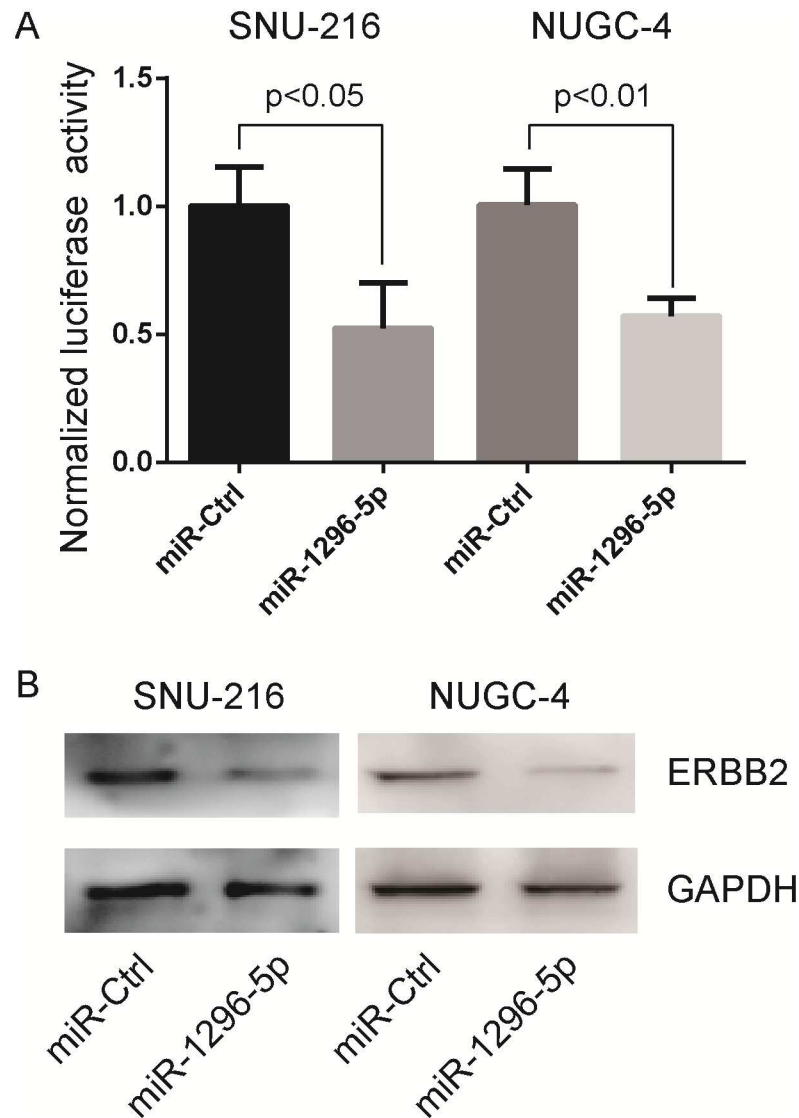 A
SNU-216 NUGC-4
p<0.05 p<0.01
Normalized luciferase activity
1.5
1.0
0.5
0.0
miR-Ctrl miR-1296-5p miR-Ctrl miR-1296-5p
B
SNU-216 NUGC-4
ERBB2
GAPDH
miR-Ctrl miR-1296-5p miR-Ctrl miR-1296-5p